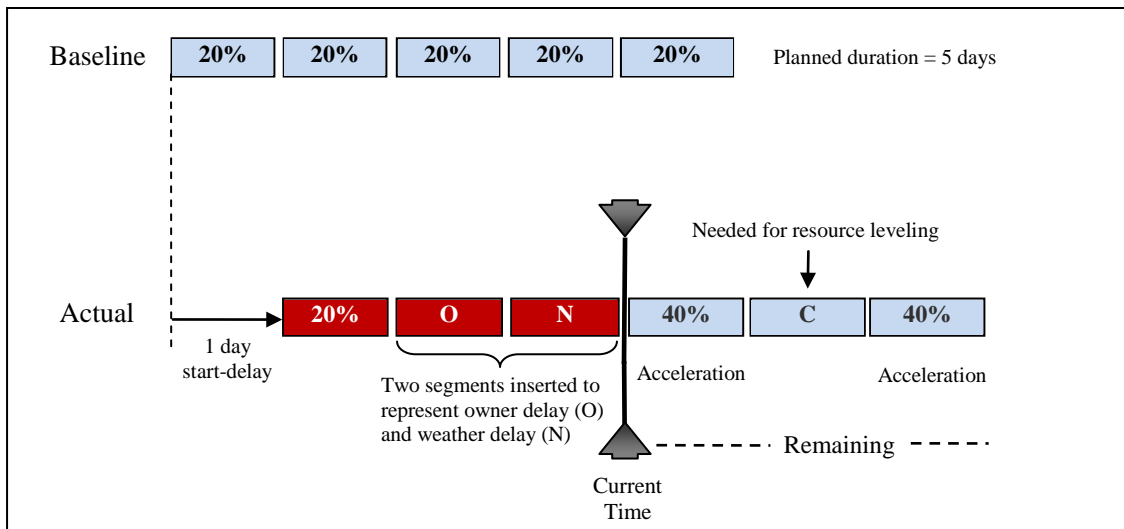 Baseline 20% 20% 20% 20% 20% Planned duration = 5 days
Needed for resource leveling
Actual 20% O N 40% C 40%
1 day
start-delay
Two segments inserted to
represent owner delay (O)
and weather delay (N)
Acceleration Acceleration
Remaining
Current
Time